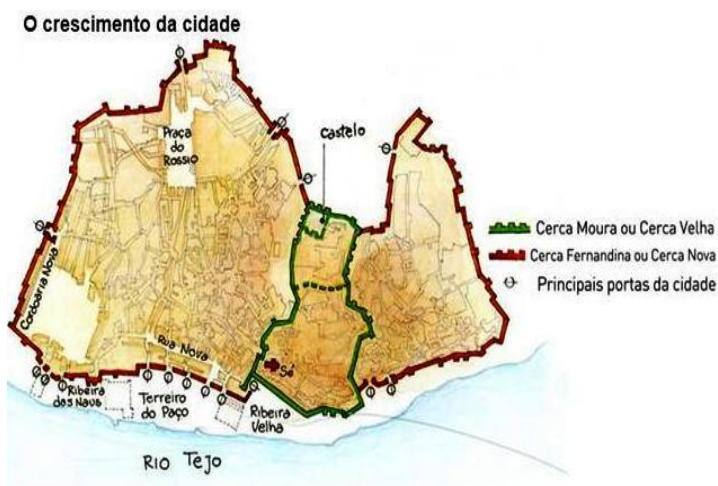 O crescimento da cidade
Praça
do
Rossio
Castelo
Cerca Moura ou Cerca Velha
Cerca Fernandina ou Cerca Nova
Principais portas da cidade
Cordoaria Nova
Rua Nova
Sé
Ribeira
das Naus
Terreiro
do Paço
Ribeira
Velha
RIO TEJO